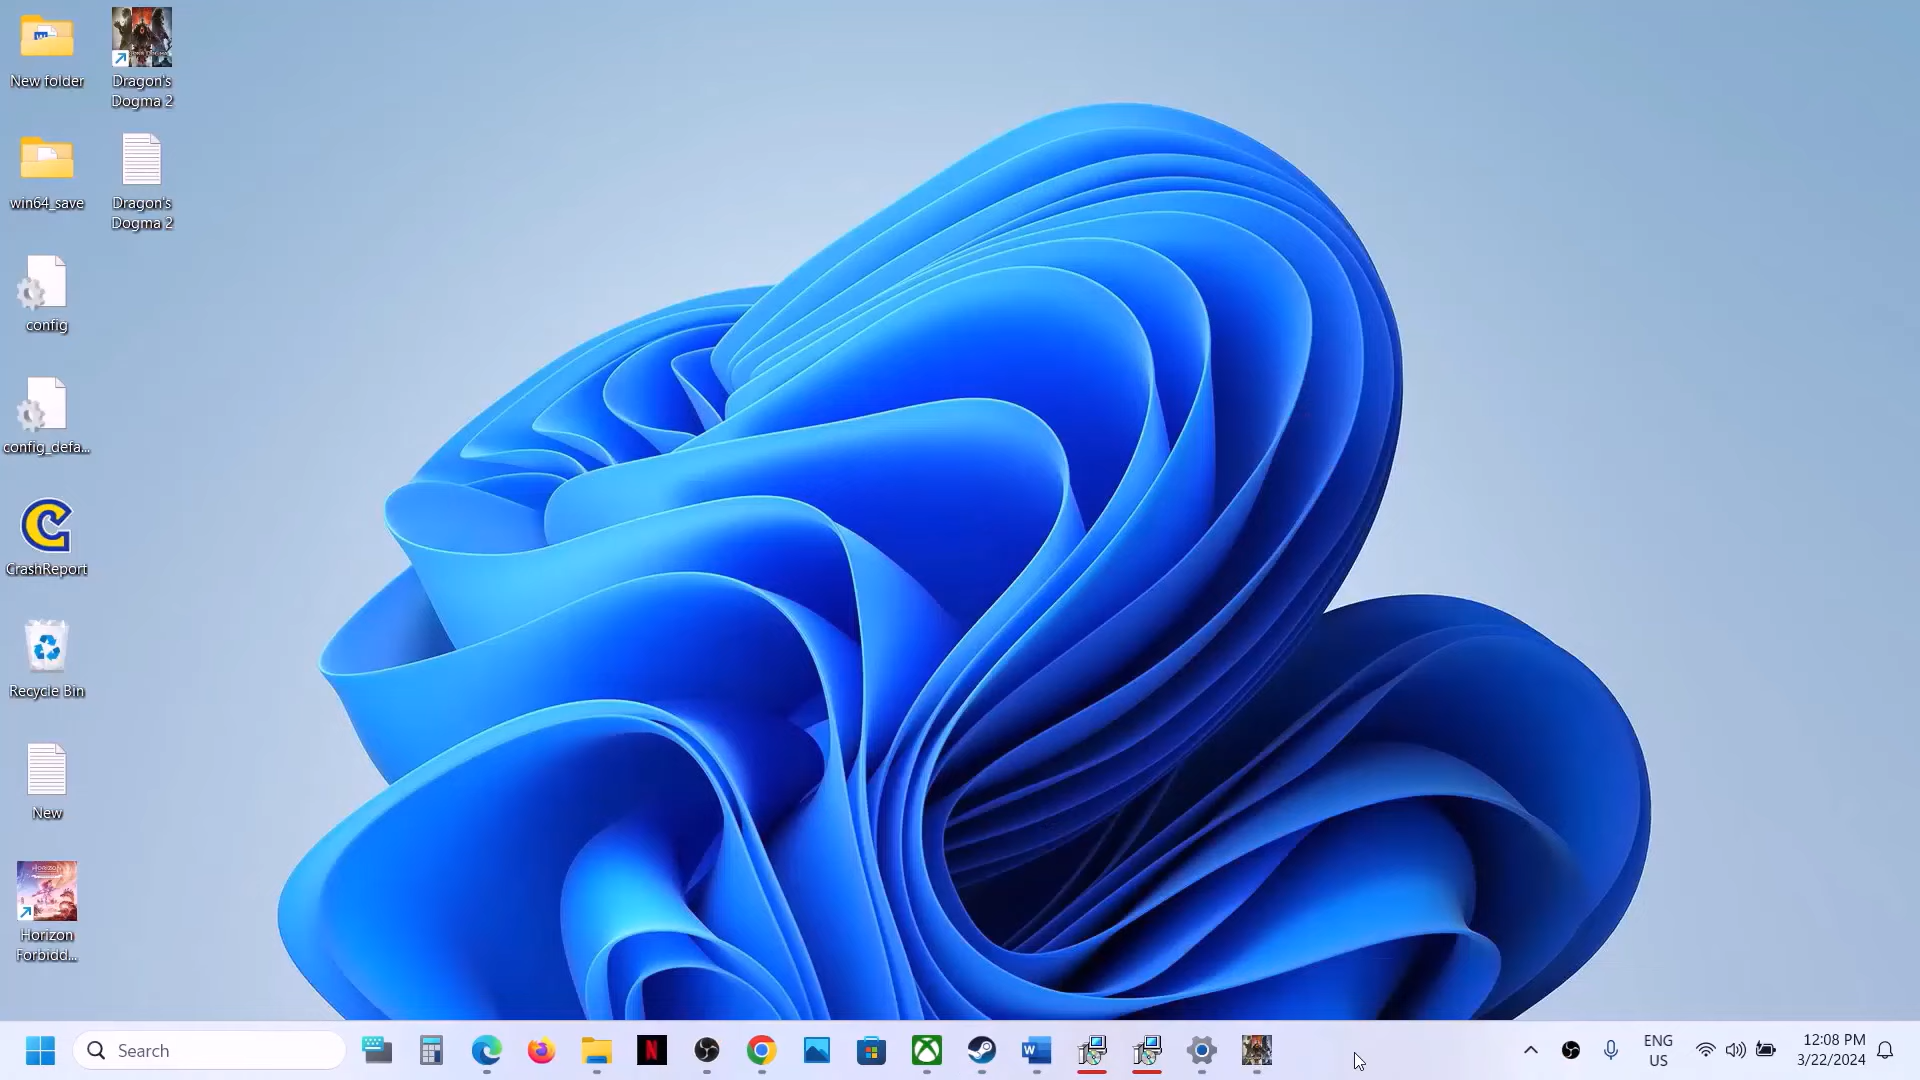 New folder
Dragon's
Dogma 2
win64_save
Dragon's
Dogma 2
config
config_defa...
CrashReport
Recycle Bin
New
Horizon
Forbidd...
Search
ENG
US
12:08 PM
3/22/2024